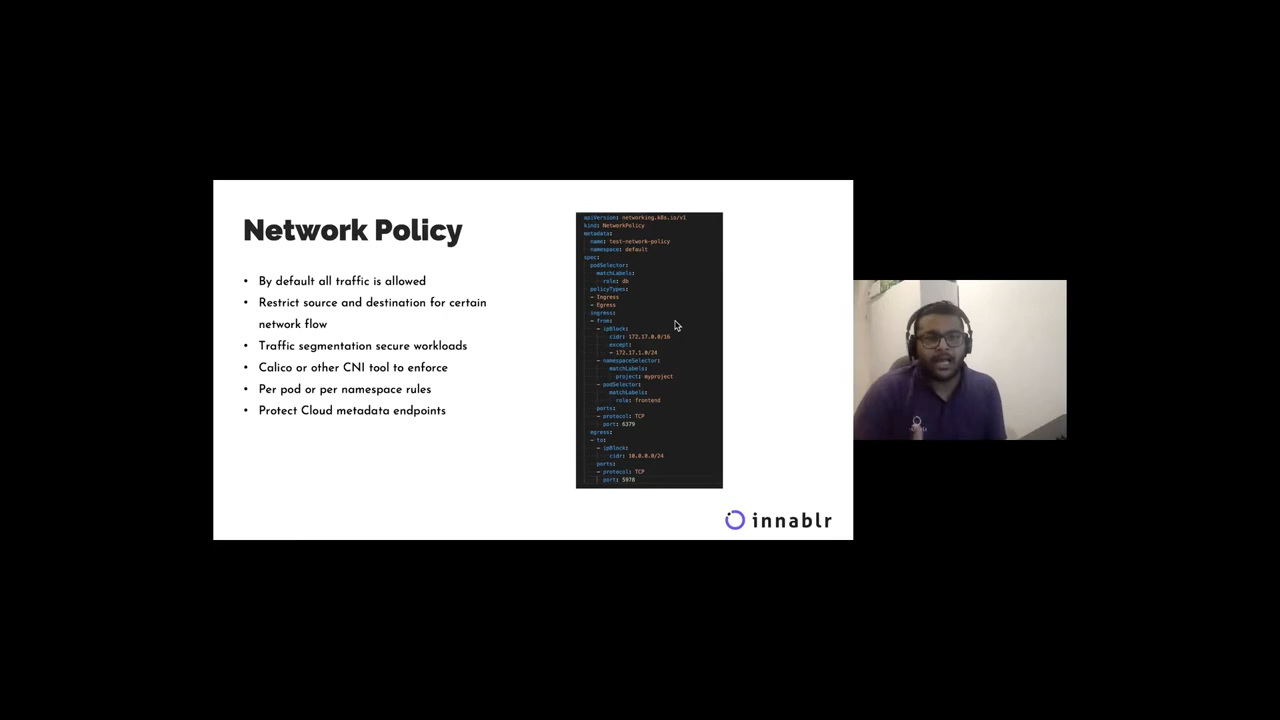 Network Policy
• By default all traffic is allowed
• Restrict source and destination for certain
network flow
• Traffic segmentation secure workloads
• Calico or other CNI tool to enforce
• Per pod or per namespace rules
• Protect Cloud metadata endpoints
apiVersion: networking.k8s.io/v1
kind: NetworkPolicy
metadata:
name: test-network-policy
namespace: default
spec:
podSelector:
matchLabels:
role: db
policyTypes:
- Ingress
- Egress
ingress:
- from:
- ipBlock:
cidr: 172.17.0.0/16
except:
- 172.17.1.0/24
- namespaceSelector:
matchLabels:
project: myproject
- podSelector:
matchLabels:
role: frontend
ports:
- protocol: TCP
port: 6379
egress:
- to:
- ipBlock:
cidr: 10.0.0.0/24
ports:
- protocol: TCP
port: 5978
innablr